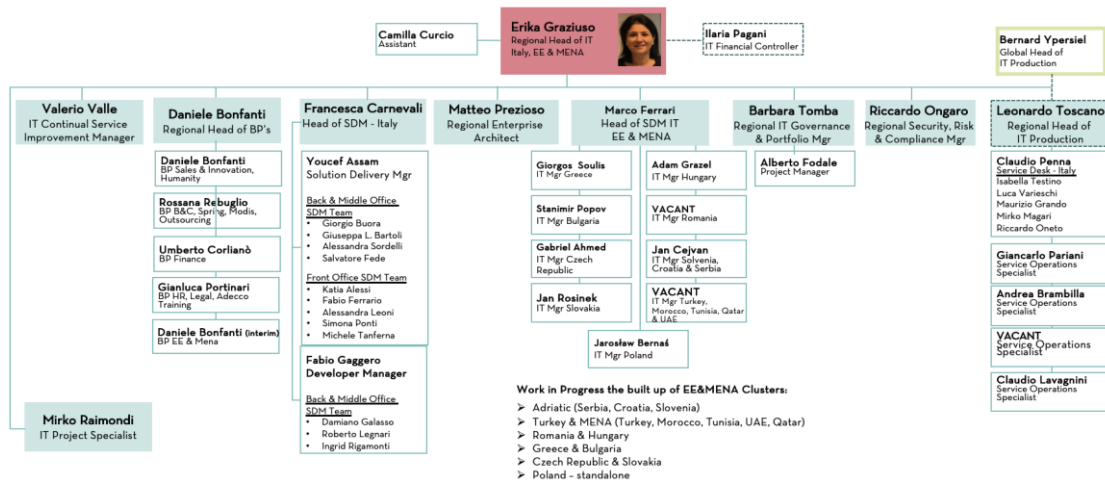 Camilla Curcio
Assistant
Erika Graziuso
Regional Head of IT
Italy, EE & MENA
Ilaria Pagani
IT Financial Controller
Bernard Ypersiel
Global Head of
IT Production
Valerio Valle
IT Continual Service
Improvement Manager
Daniele Bonfanti
Regional Head of BP's
Francesca Carnevali
Head of SDM - Italy
Matteo Prezioso
Regional Enterprise
Architect
Marco Ferrari
Head of SDM IT
EE & MENA
Barbara Tomba
Regional IT Governance
& Portfolio Mgr
Riccardo Ongaro
Regional Security, Risk
& Compliance Mgr
Leonardo Toscano
Regional Head of
IT Production
Daniele Bonfanti
BP Sales & Innovation,
Humanity
Rossana Rebuglio
BP B&C, Spring, Modis,
Outsourcing
Umberto Corlianò
BP Finance
Gianluca Portinari
BP HR, Legal, Adecco
Training
Daniele Bonfanti (interim)
BP EE & Mena
Youcef Assam
Solution Delivery Mgr
Back & Middle Office
SDM Team
• Giorgio Buora
• Giuseppa L. Bartoli
• Alessandra Sordelli
• Salvatore Fede
Front Office SDM Team
• Katia Alessi
• Fabio Ferrario
• Alessandra Leoni
• Simona Ponti
• Michele Tanferna
Fabio Gaggero
Developer Manager
Back & Middle Office
SDM Team
• Damiano Galasso
• Roberto Legnari
• Ingrid Rigamonti
Giorgos Soulis
IT Mgr Greece
Stanimir Popov
IT Mgr Bulgaria
Gabriel Ahmed
IT Mgr Czech
Republic
Jan Rosinek
IT Mgr Slovakia
Adam Grazel
IT Mgr Hungary
VACANT
IT Mgr Romania
Jan Cejvan
IT Mgr Solvenia,
Croatia & Serbia
VACANT
IT Mgr Turkey,
Morocco, Tunisia, Qatar
& UAE
Jarosław Bernaś
IT Mgr Poland
Alberto Fodale
Project Manager
Claudio Penna
Service Desk - Italy
Isabella Testino
Luca Varieschi
Maurizio Grando
Mirko Magari
Riccardo Oneto
Giancarlo Pariani
Service Operations
Specialist
Andrea Brambilla
Service Operations
Specialist
VACANT
Service Operations
Specialist
Claudio Lavagnini
Service Operations
Specialist
Mirko Raimondi
IT Project Specialist
Work in Progress the built up of EE&MENA Clusters:
➢ Adriatic (Serbia, Croatia, Slovenia)
➢ Turkey & MENA (Turkey, Morocco, Tunisia, UAE, Qatar)
➢ Romania & Hungary
➢ Greece & Bulgaria
➢ Czech Republic & Slovakia
➢ Poland – standalone